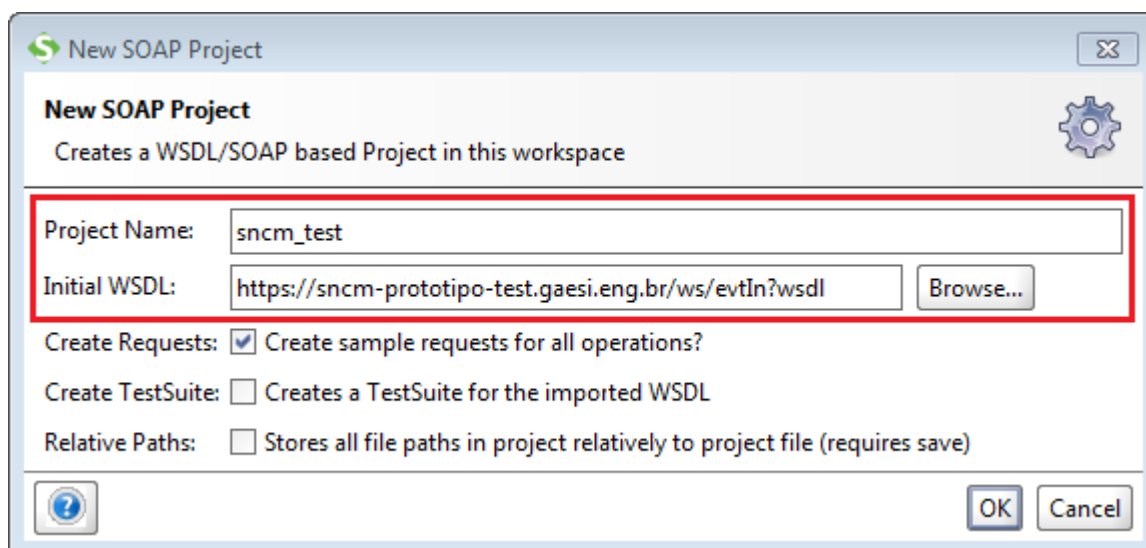 New SOAP Project
New SOAP Project
Creates a WSDL/SOAP based Project in this workspace
Project Name: sncm_test
Initial WSDL: https://sncm-prototipo-test.gaesi.eng.br/ws/evtIn?wsdl Browse...
Create Requests: Create sample requests for all operations?
Create TestSuite: Creates a TestSuite for the imported WSDL
Relative Paths: Stores all file paths in project relatively to project file (requires save)
? OK Cancel